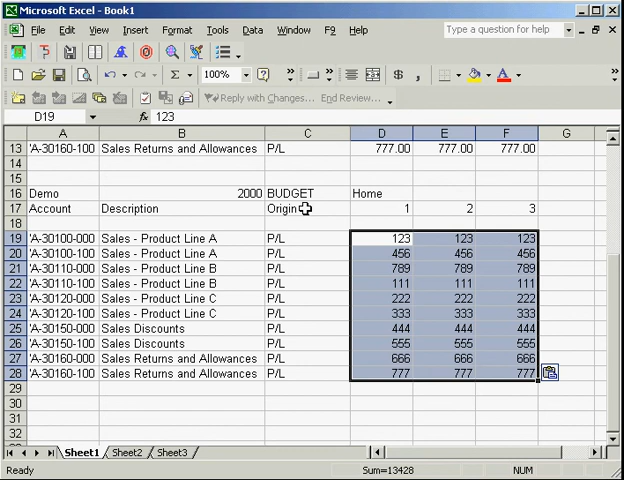 Microsoft Excel - Book1
File Edit View Insert Format Tools Data Window F9 Help Type a question for help
100%
Reply with Changes... End Review...
D19 fx 123
A B C D E F G
13 'A-30160-100 Sales Returns and Allowances P/L 777.00 777.00 777.00
14
15
16 Demo 2000 BUDGET Home
17 Account Description Origin 1 2 3
18
19 'A-30100-000 Sales - Product Line A P/L 123 123 123
20 'A-30100-100 Sales - Product Line A P/L 456 456 456
21 'A-30110-000 Sales - Product Line B P/L 789 789 789
22 'A-30110-100 Sales - Product Line B P/L 111 111 111
23 'A-30120-000 Sales - Product Line C P/L 222 222 222
24 'A-30120-100 Sales - Product Line C P/L 333 333 333
25 'A-30150-000 Sales Discounts P/L 444 444 444
26 'A-30150-100 Sales Discounts P/L 555 555 555
27 'A-30160-000 Sales Returns and Allowances P/L 666 666 666
28 'A-30160-100 Sales Returns and Allowances P/L 777 777 777
29
30
31
32
Sheet1 Sheet2 Sheet3
Ready Sum=13428 NUM